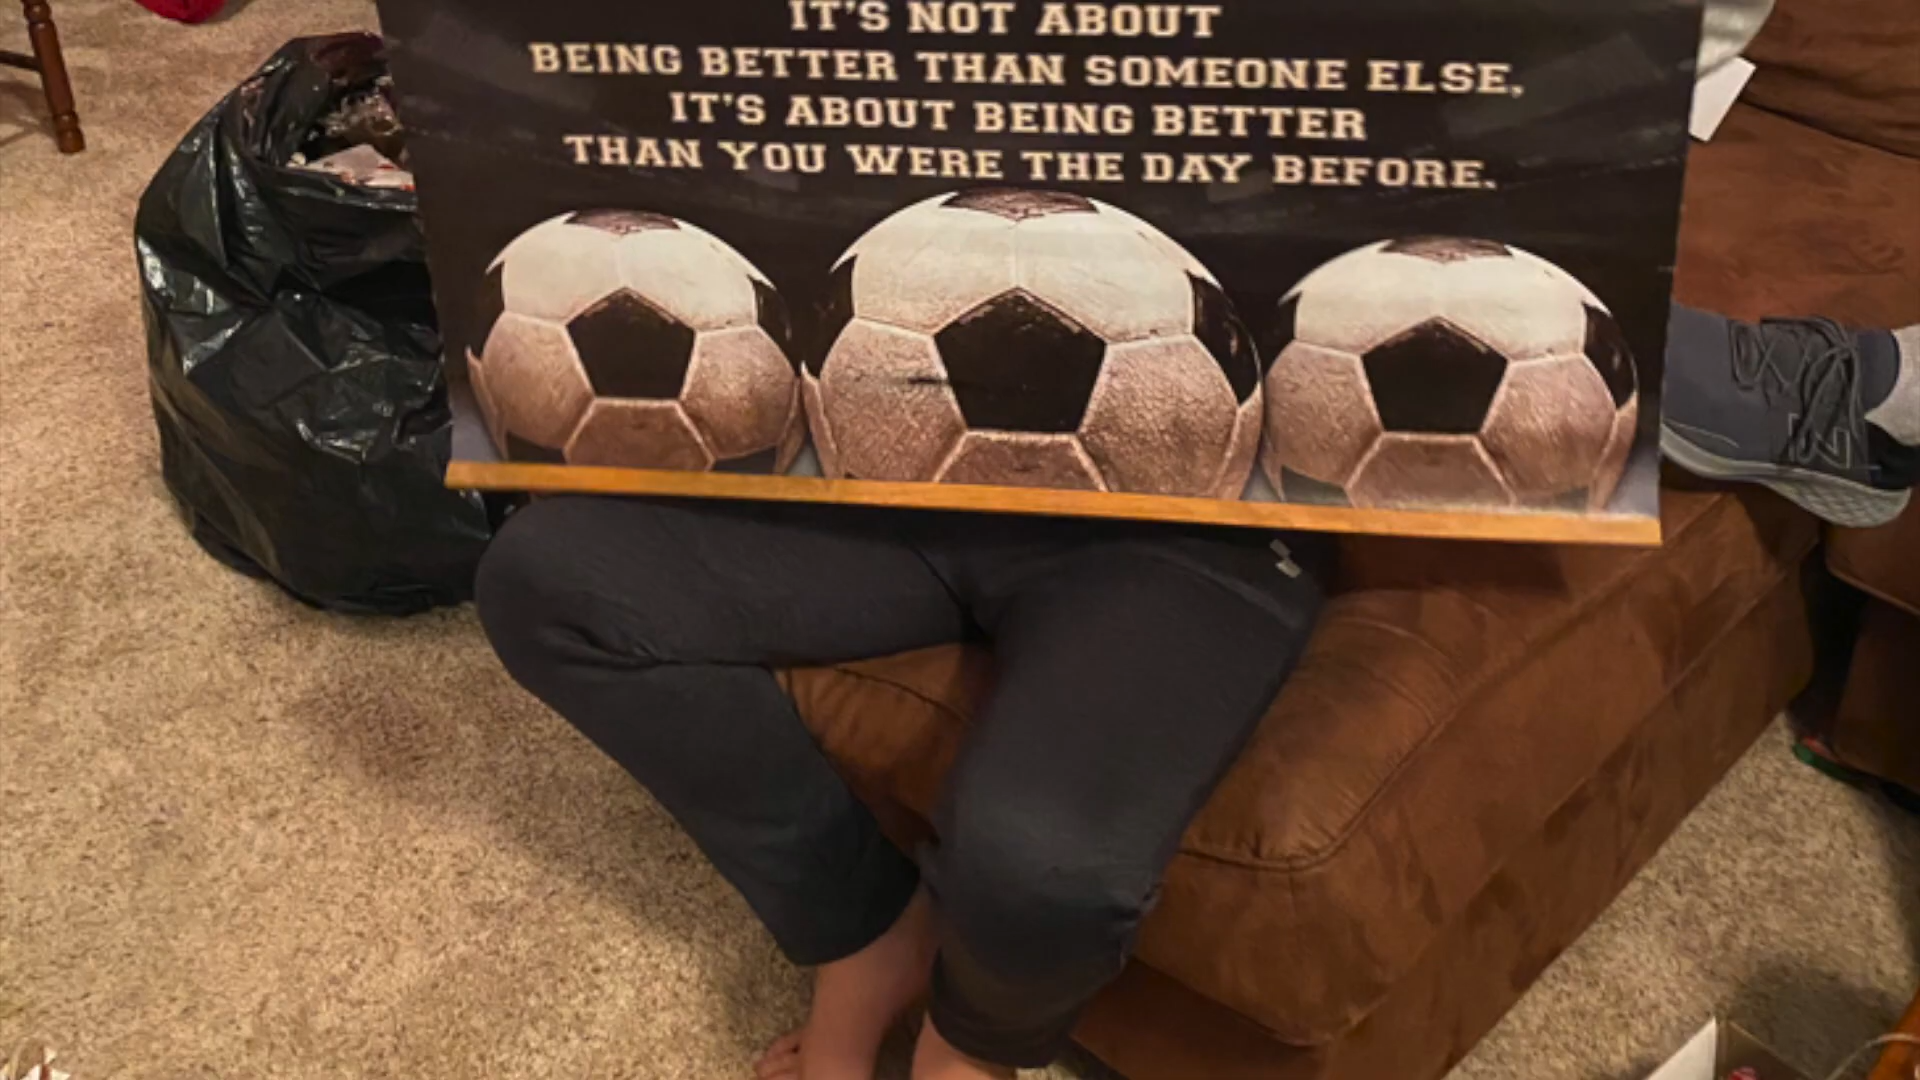 IT'S NOT ABOUT
BEING BETTER THAN SOMEONE ELSE,
IT'S ABOUT BEING BETTER
THAN YOU WERE THE DAY BEFORE.